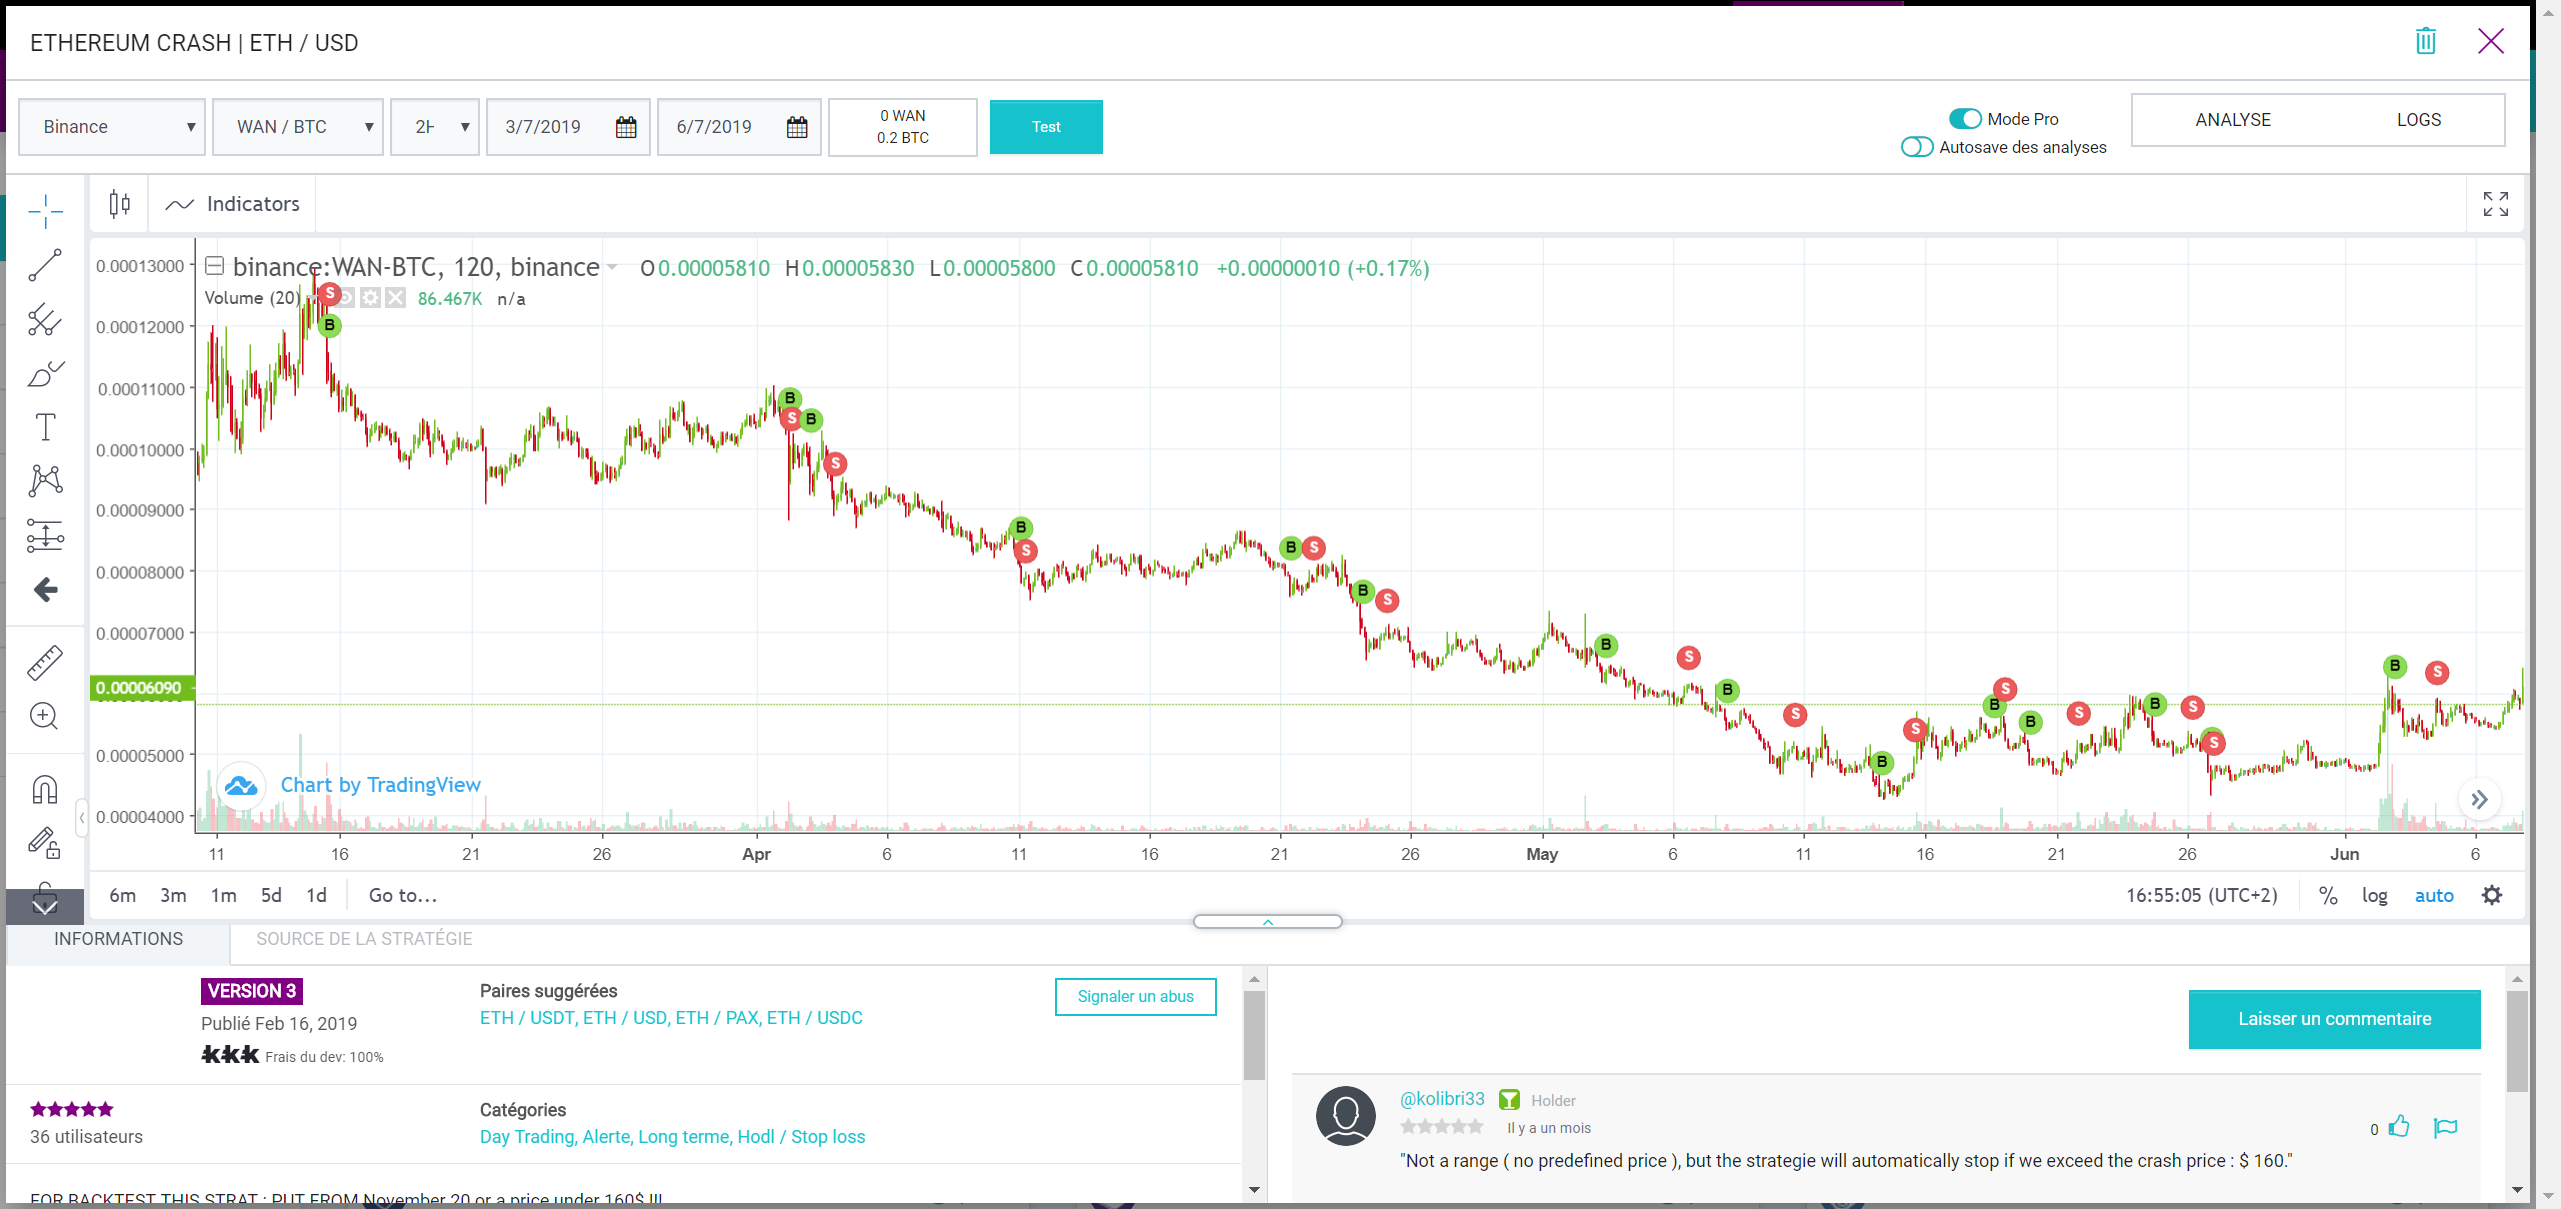 ETHEREUM CRASH | ETH / USD
Binance
WAN / BTC
2H
3/7/2019
6/7/2019
0 WAN
0.2 BTC
Test
Mode Pro
Autosave des analyses
ANALYSE
LOGS
Indicators
binance:WAN-BTC, 120, binance
O0.00005810 H0.00005830 L0.00005800 C0.00005810 +0.00000010 (+0.17%)
Volume (20)
86.467K n/a
0.00013000
0.00012000
0.00011000
0.00010000
0.00009000
0.00008000
0.00007000
0.00006090
0.00005000
0.00004000
S
B
B
S
B
S
B
S
B
S
B
S
B
S
B
S
B
S
B
S
B
S
B
S
B
S
S
B
S
Chart by TradingView
11 16 21 26 Apr 6 11 16 21 26 May 6 11 16 21 26 Jun 6
6m 3m 1m 5d 1d Go to...
16:55:05 (UTC+2) % log auto
INFORMATIONS
SOURCE DE LA STRATÉGIE
VERSION 3
Publié Feb 16, 2019
Frais du dev: 100%
Paires suggérées
ETH / USDT, ETH / USD, ETH / PAX, ETH / USDC
Signaler un abus
36 utilisateurs
Catégories
Day Trading, Alerte, Long terme, Hodl / Stop loss
FOR BACKTEST THIS STRAT : PUT FROM November 20 or a price under 160$ !!!
Laisser un commentaire
@kolibri33
Holder
Il y a un mois
0
"Not a range ( no predefined price ), but the strategie will automatically stop if we exceed the crash price : $ 160."